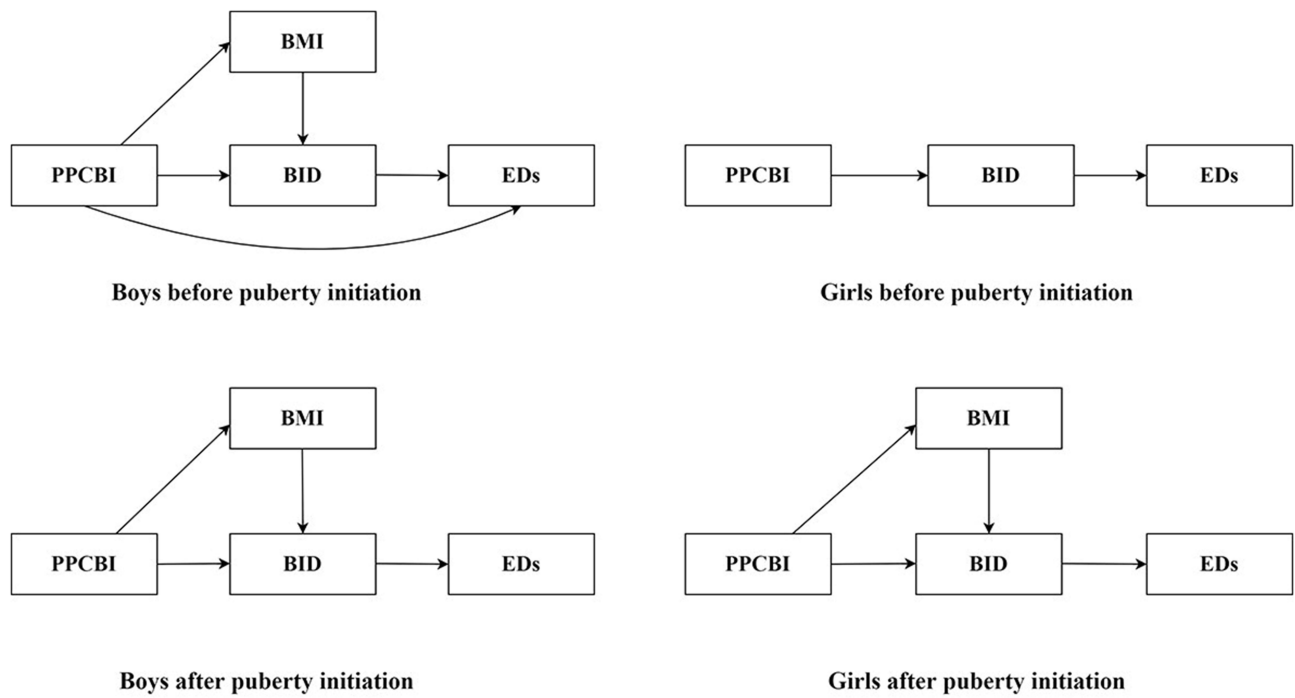 BMI
PPCBI
BID
EDs
Boys before puberty initiation
PPCBI
BID
EDs
Girls before puberty initiation
BMI
PPCBI
BID
EDs
Boys after puberty initiation
BMI
PPCBI
BID
EDs
Girls after puberty initiation